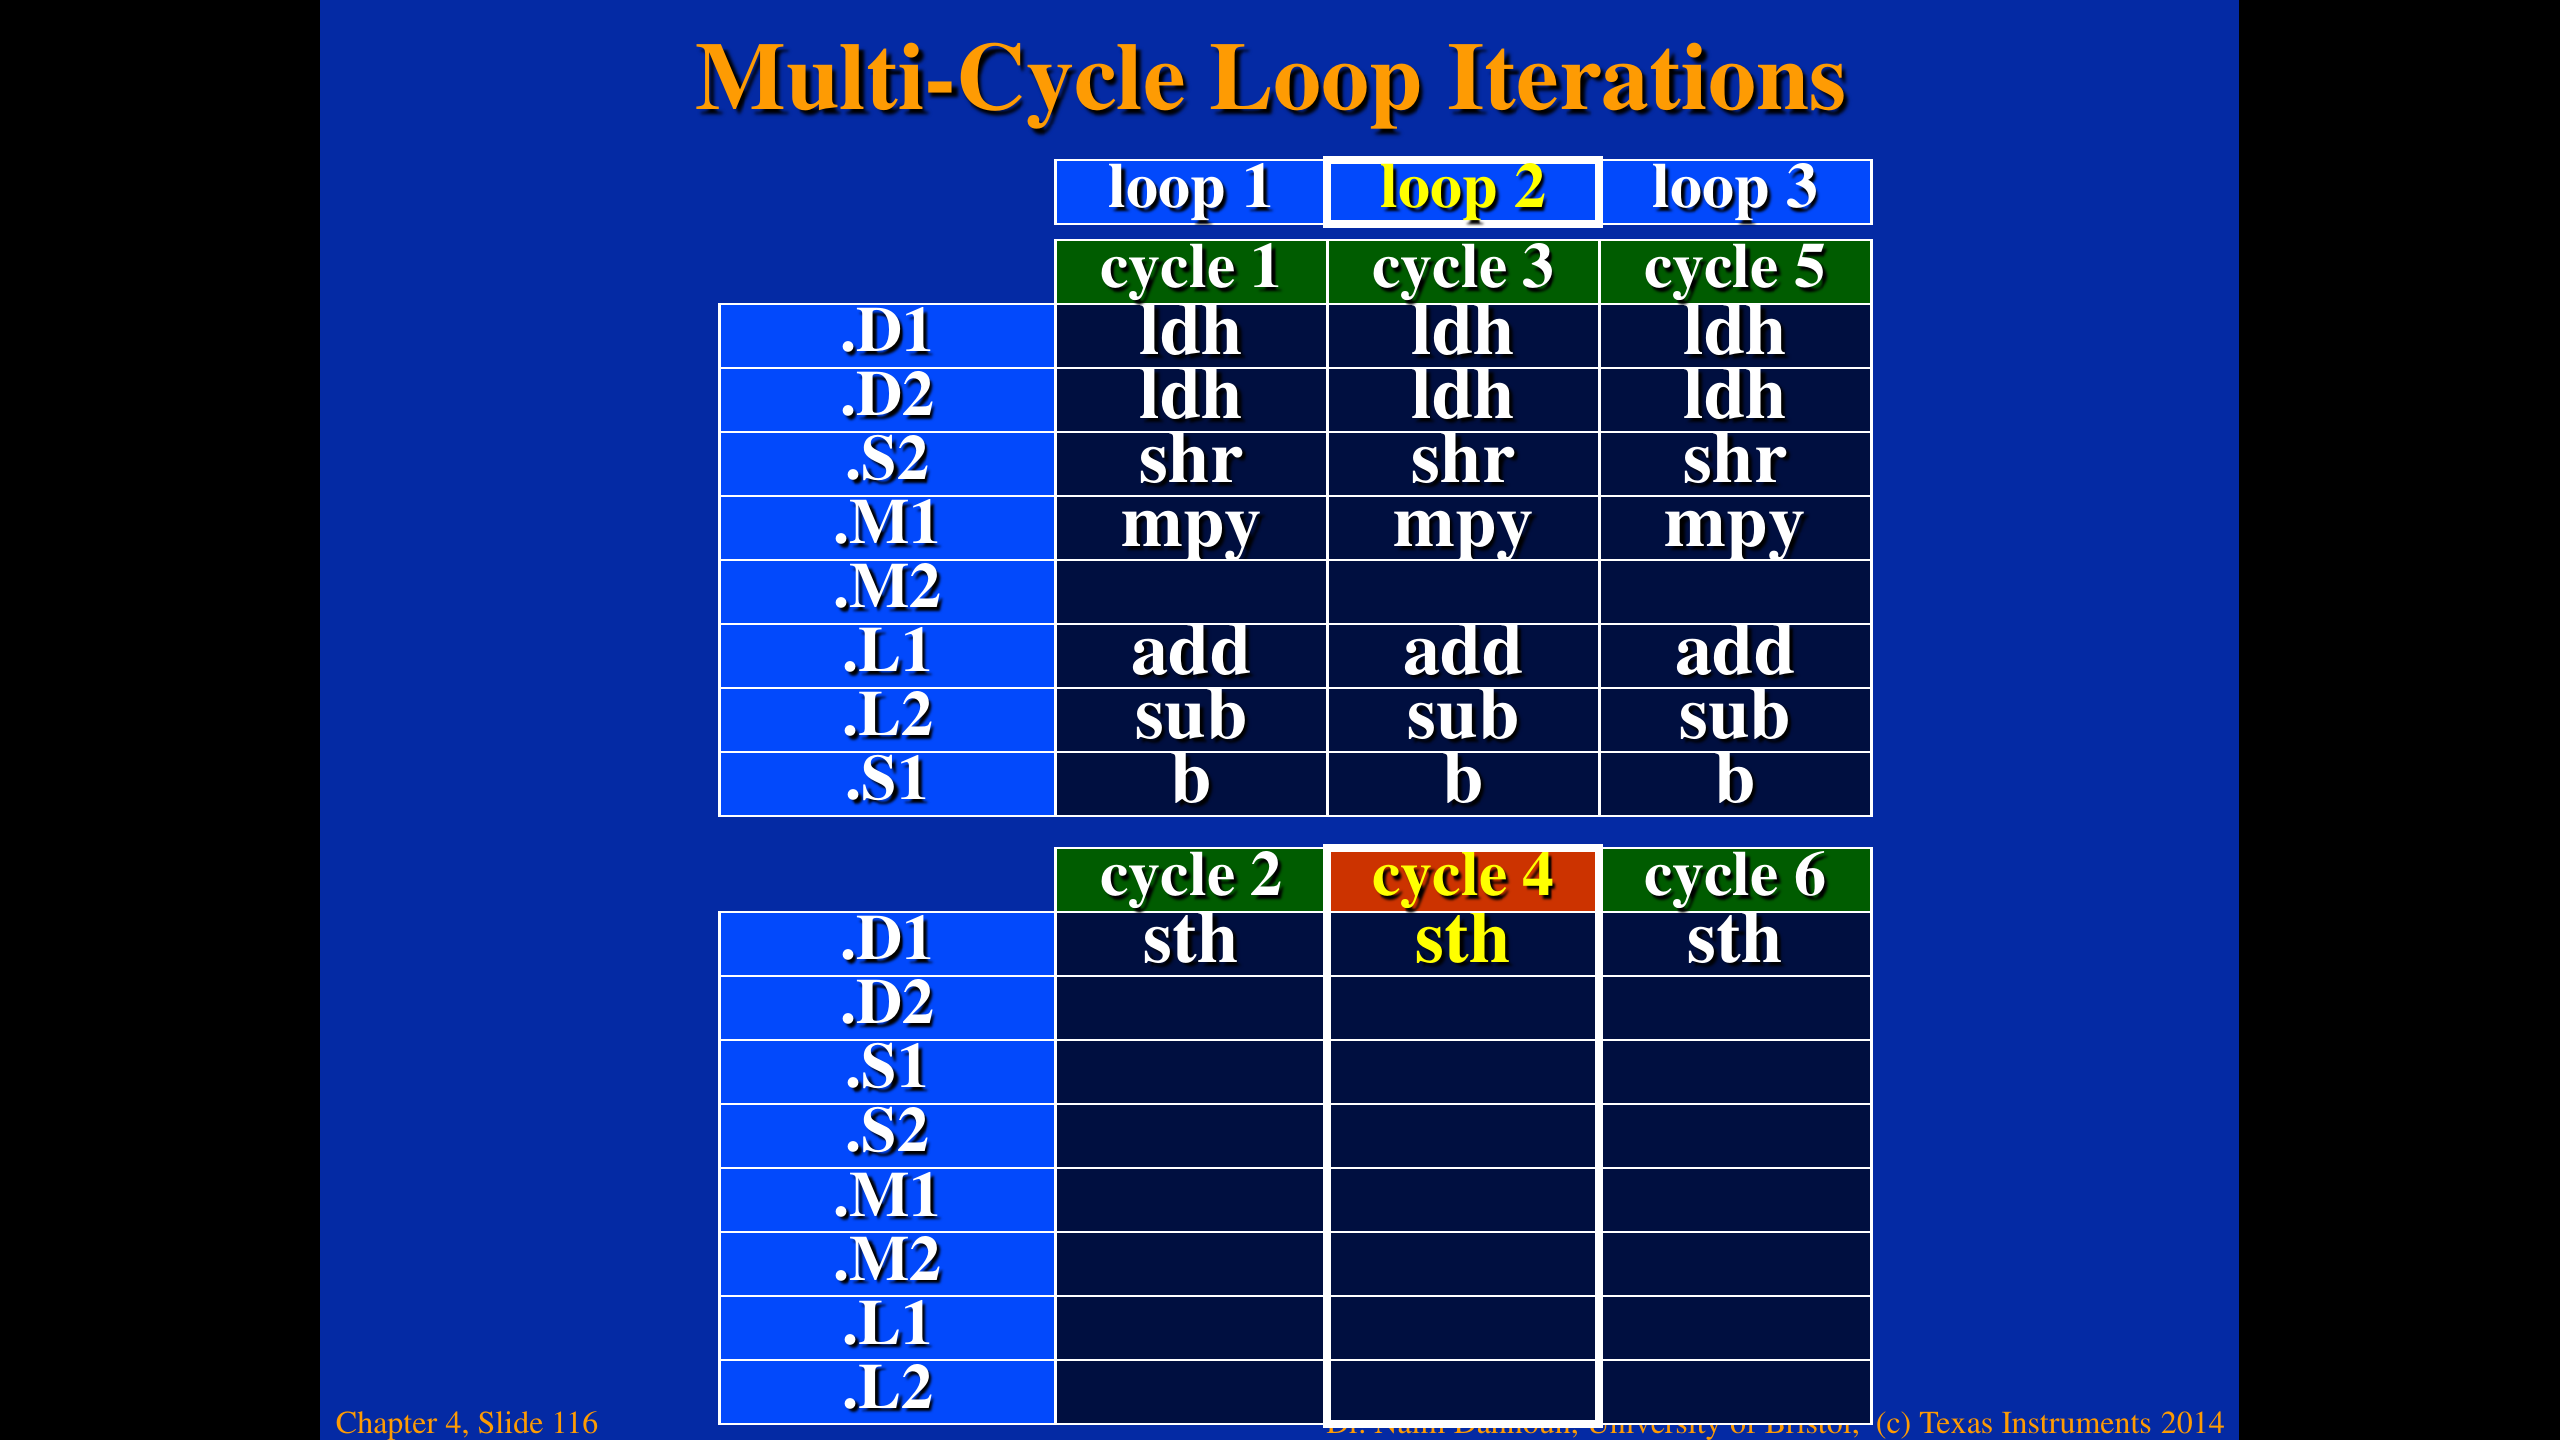 Multi-Cycle Loop Iterations
loop 1 loop 2 loop 3
cycle 1 cycle 3 cycle 5
.D1 ldh ldh ldh
.D2 ldh ldh ldh
.S2 shr shr shr
.M1 mpy mpy mpy
.M2
.L1 add add add
.L2 sub sub sub
.S1 b b b
cycle 2 cycle 4 cycle 6
.D1 sth sth sth
.D2
.S1
.S2
.M1
.M2
.L1
.L2
Chapter 4, Slide 116
Dr. Naim Dahnoun, University of Bristol, (c) Texas Instruments 2014